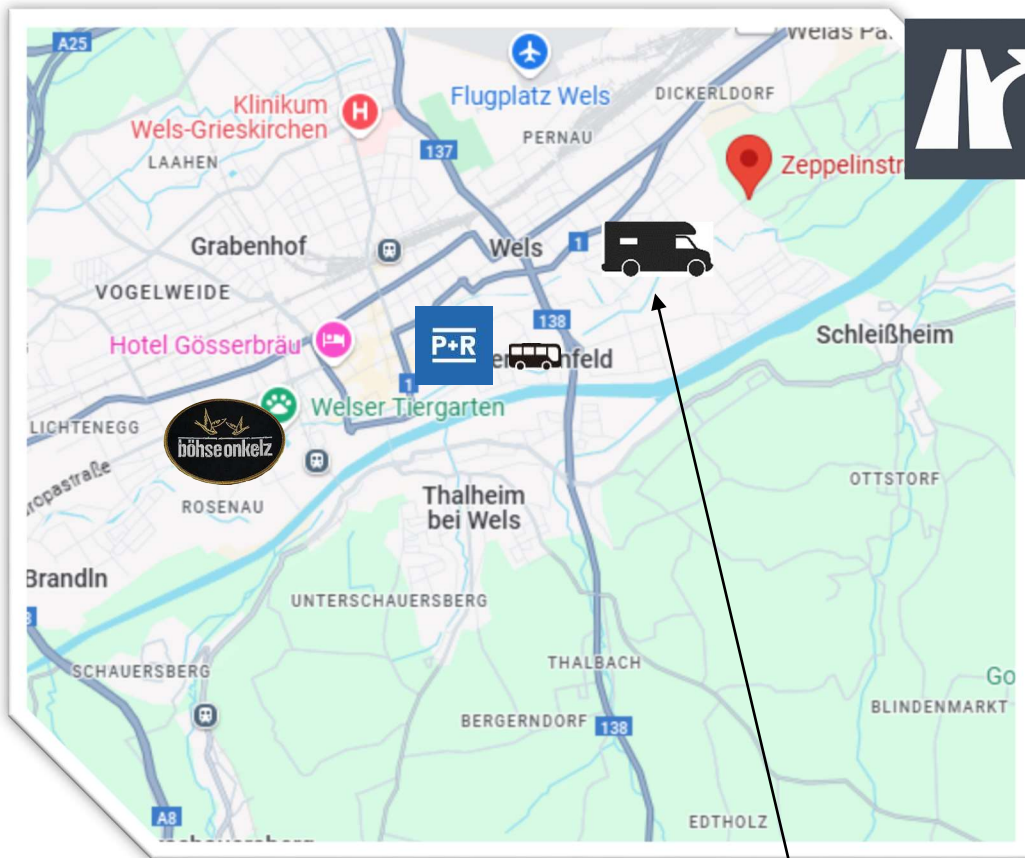 A25
Welas Pa.
Klinikum
Wels-Grieskirchen
H
Flugplatz Wels
DICKERLDORF
PERNAU
137
LAAHEN
Zeppelinstr
Grabenhof
Wels
1
VOGELWEIDE
138
Schleißheim
Hotel Gösserbräu
P+R
nfeld
1
Welser Tiergarten
LICHTENEGG
böhse onkelz
ropastraße
OTTSTORF
ROSENAU
Thalheim
bei Wels
Brandln
UNTERSCHAUERSBERG
THALBACH
SCHAUERSBERG
Go
BLINDENMARKT
BERGERNDORF
138
A8
EDTHOLZ